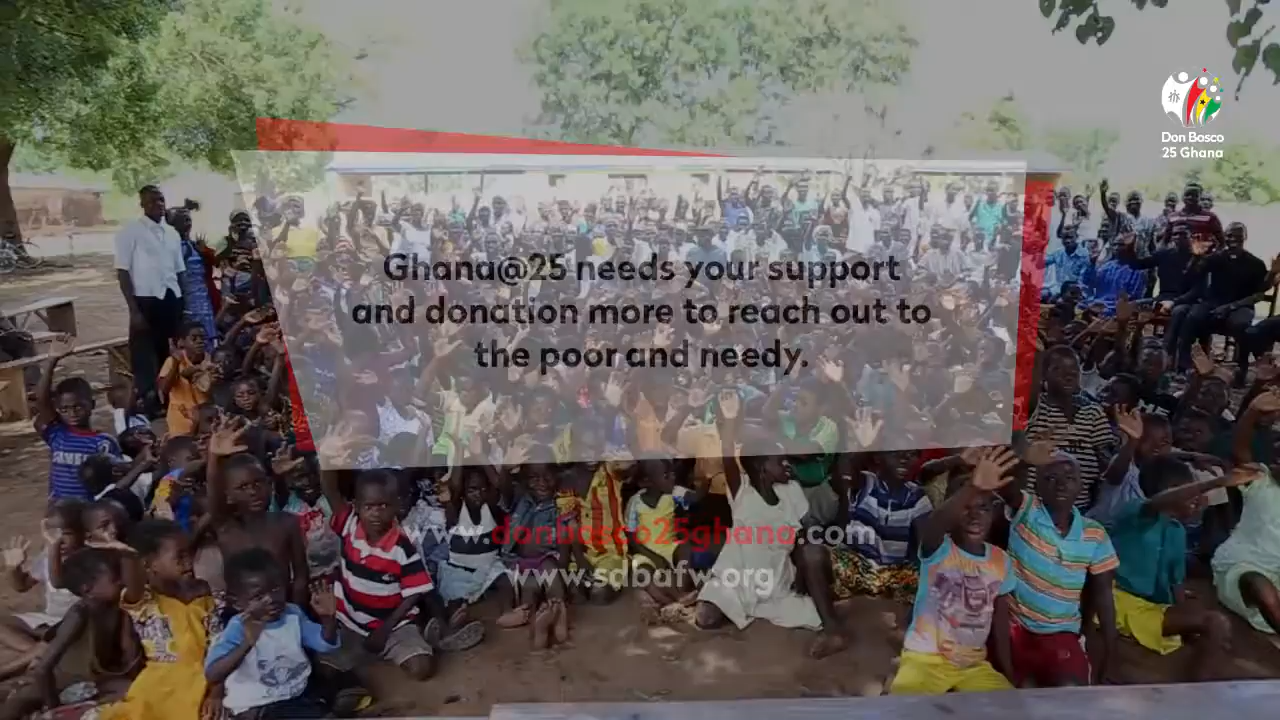 Don Bosco
25 Ghana
Ghana@25 needs your support
and donation more to reach out to
the poor and needy.
www.donbosco25ghana.com
www.sdbafw.org